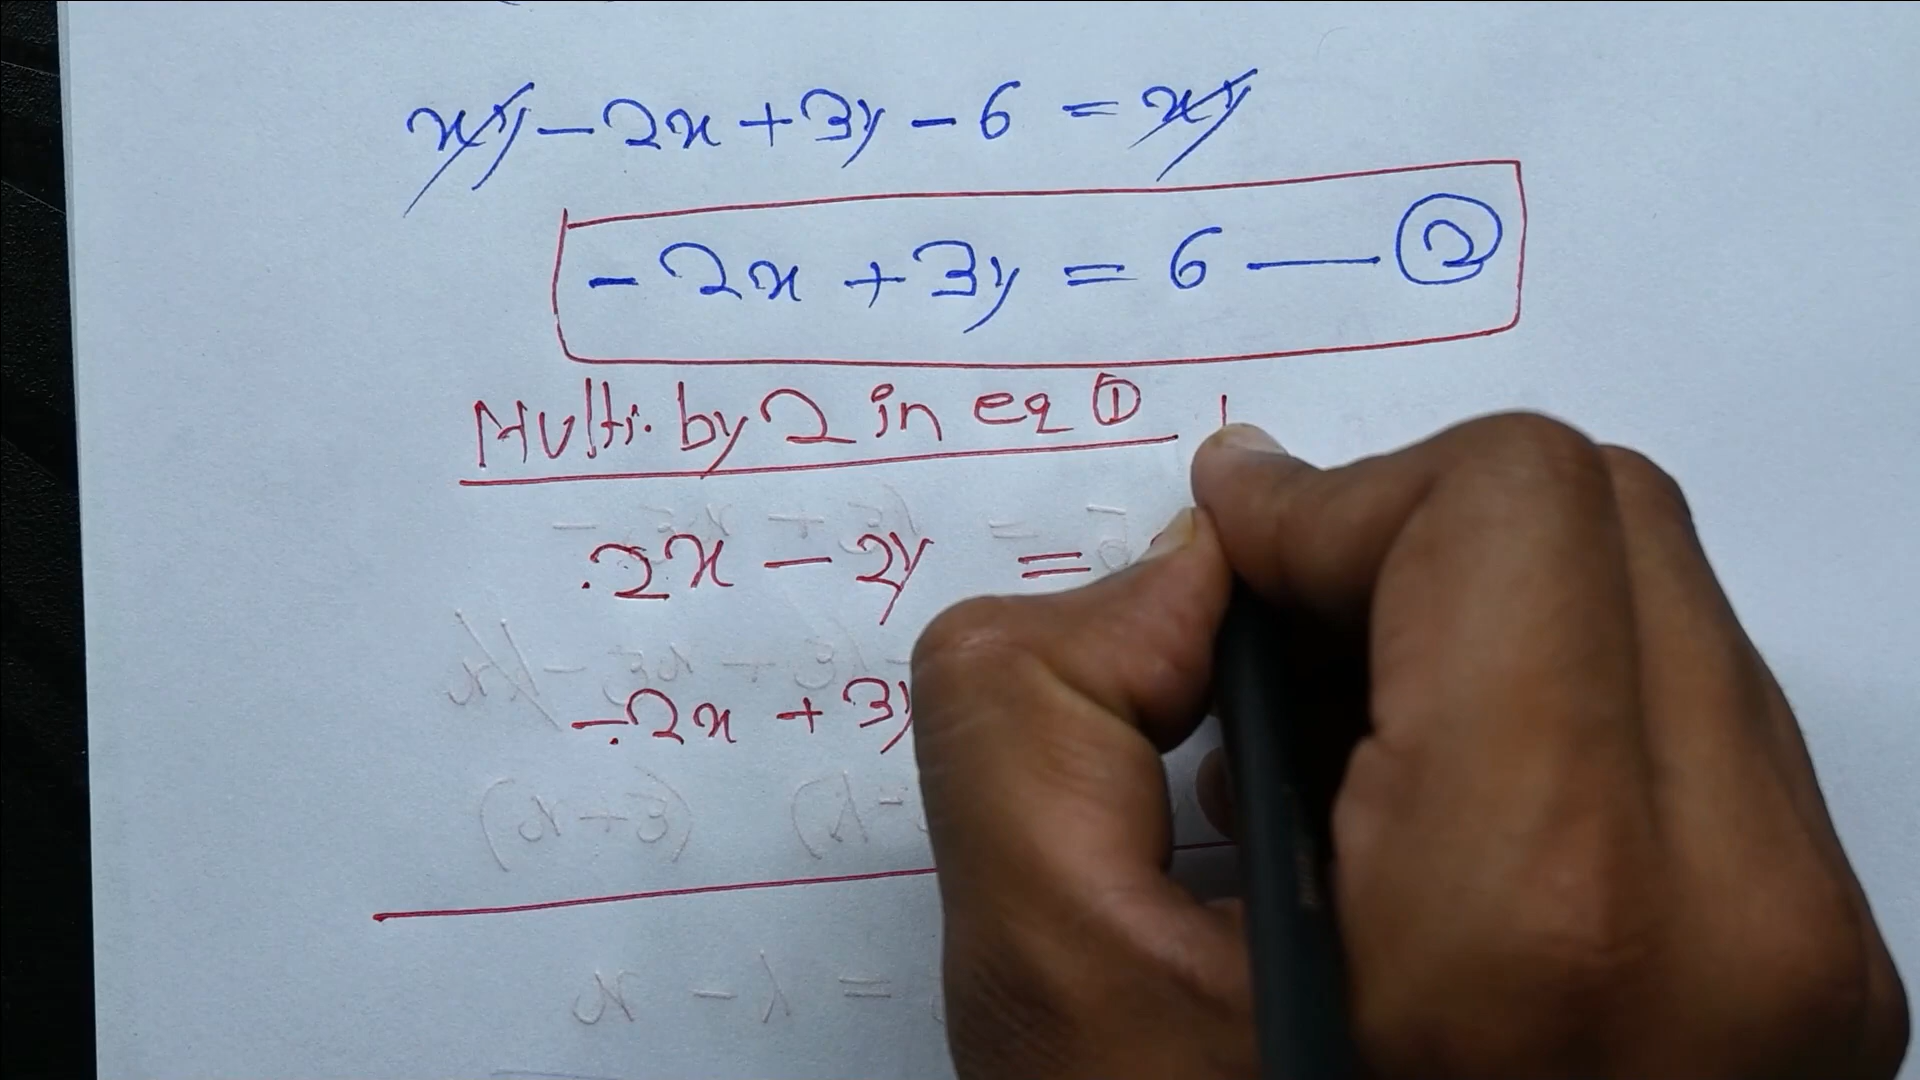 xy - 2x + 3y - 6 = xy
- 2x + 3y = 6 — ②
Multi. by 2 in eq ①
2x - 2y =
- 2x + 3y